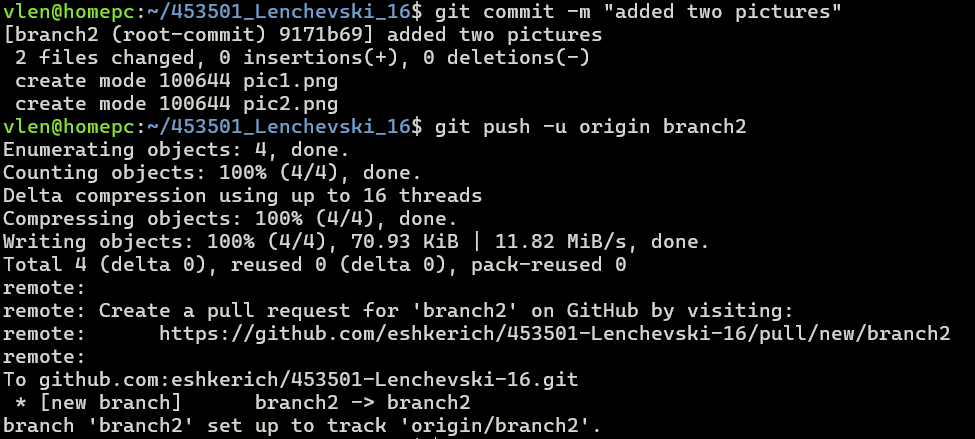 vlen@homepc:~/453501_Lenchevski_16$ git commit -m "added two pictures"
[branch2 (root-commit) 9171b69] added two pictures
 2 files changed, 0 insertions(+), 0 deletions(-)
 create mode 100644 pic1.png
 create mode 100644 pic2.png
vlen@homepc:~/453501_Lenchevski_16$ git push -u origin branch2
Enumerating objects: 4, done.
Counting objects: 100% (4/4), done.
Delta compression using up to 16 threads
Compressing objects: 100% (4/4), done.
Writing objects: 100% (4/4), 70.93 KiB | 11.82 MiB/s, done.
Total 4 (delta 0), reused 0 (delta 0), pack-reused 0
remote:
remote: Create a pull request for 'branch2' on GitHub by visiting:
remote:      https://github.com/eshkerich/453501-Lenchevski-16/pull/new/branch2
remote:
To github.com:eshkerich/453501-Lenchevski-16.git
 * [new branch]      branch2 -> branch2
branch 'branch2' set up to track 'origin/branch2'.